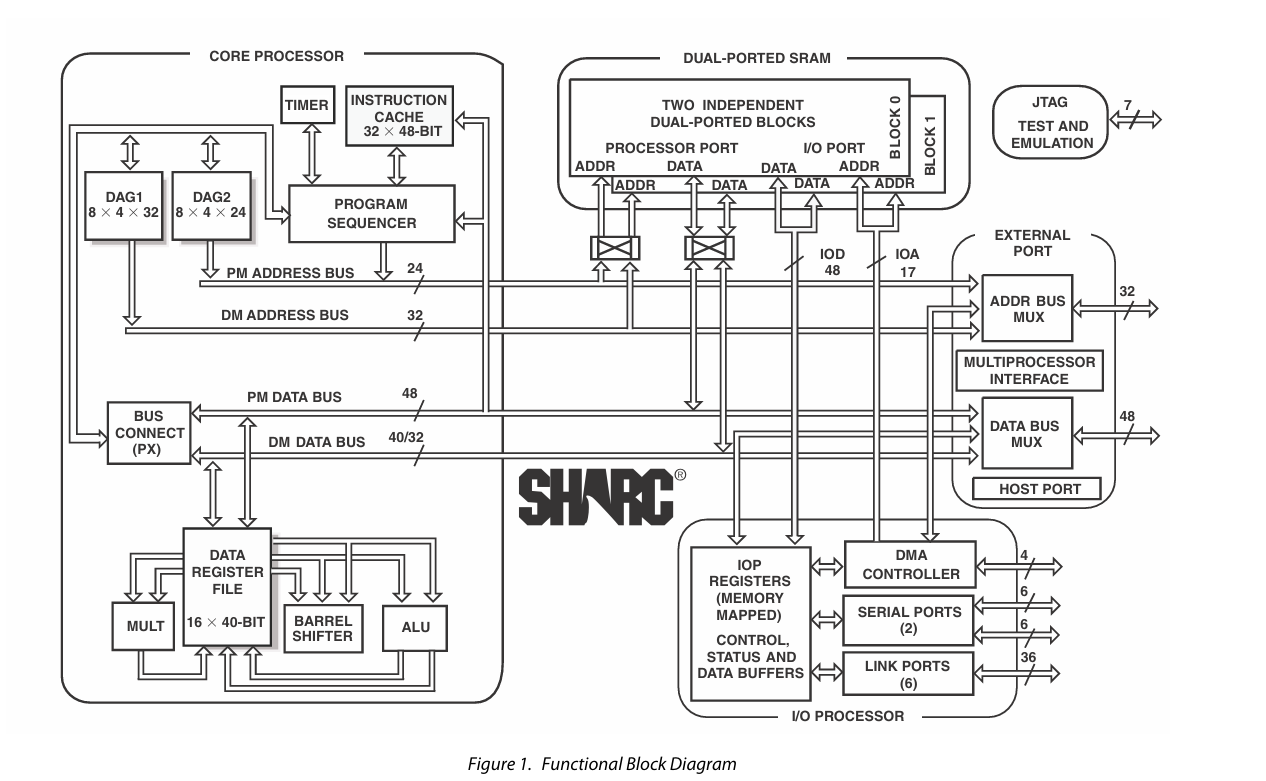 CORE PROCESSOR
TIMER
INSTRUCTION
CACHE
32 × 48-BIT
DAG1
8 × 4 × 32
DAG2
8 × 4 × 24
PROGRAM
SEQUENCER
PM ADDRESS BUS
24
DM ADDRESS BUS
32
PM DATA BUS
48
BUS
CONNECT
(PX)
DM DATA BUS
40/32
DATA
REGISTER
FILE
16 × 40-BIT
MULT
BARREL
SHIFTER
ALU
DUAL-PORTED SRAM
TWO INDEPENDENT
DUAL-PORTED BLOCKS
PROCESSOR PORT
I/O PORT
ADDR
DATA
DATA
ADDR
ADDR
DATA
DATA
ADDR
BLOCK 0
BLOCK 1
JTAG
TEST AND
EMULATION
7
IOD
48
IOA
17
EXTERNAL
PORT
ADDR BUS
MUX
32
MULTIPROCESSOR
INTERFACE
DATA BUS
MUX
48
HOST PORT
SHARC®
IOP
REGISTERS
(MEMORY
MAPPED)
CONTROL,
STATUS AND
DATA BUFFERS
DMA
CONTROLLER
4
SERIAL PORTS
(2)
6
6
LINK PORTS
(6)
36
I/O PROCESSOR
Figure 1. Functional Block Diagram